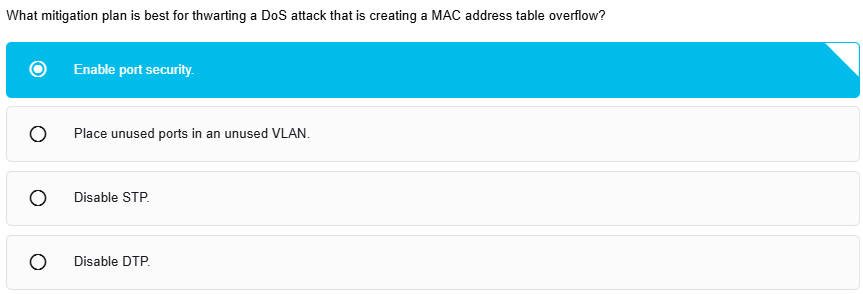 What mitigation plan is best for thwarting a DoS attack that is creating a MAC address table overflow?
Enable port security.
Place unused ports in an unused VLAN.
Disable STP.
Disable DTP.